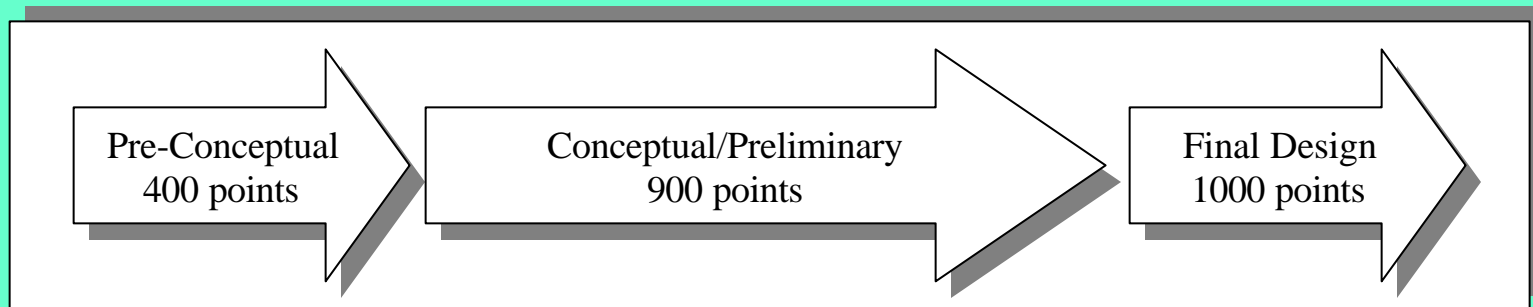 Pre-Conceptual
400 points
Conceptual/Preliminary
900 points
Final Design
1000 points